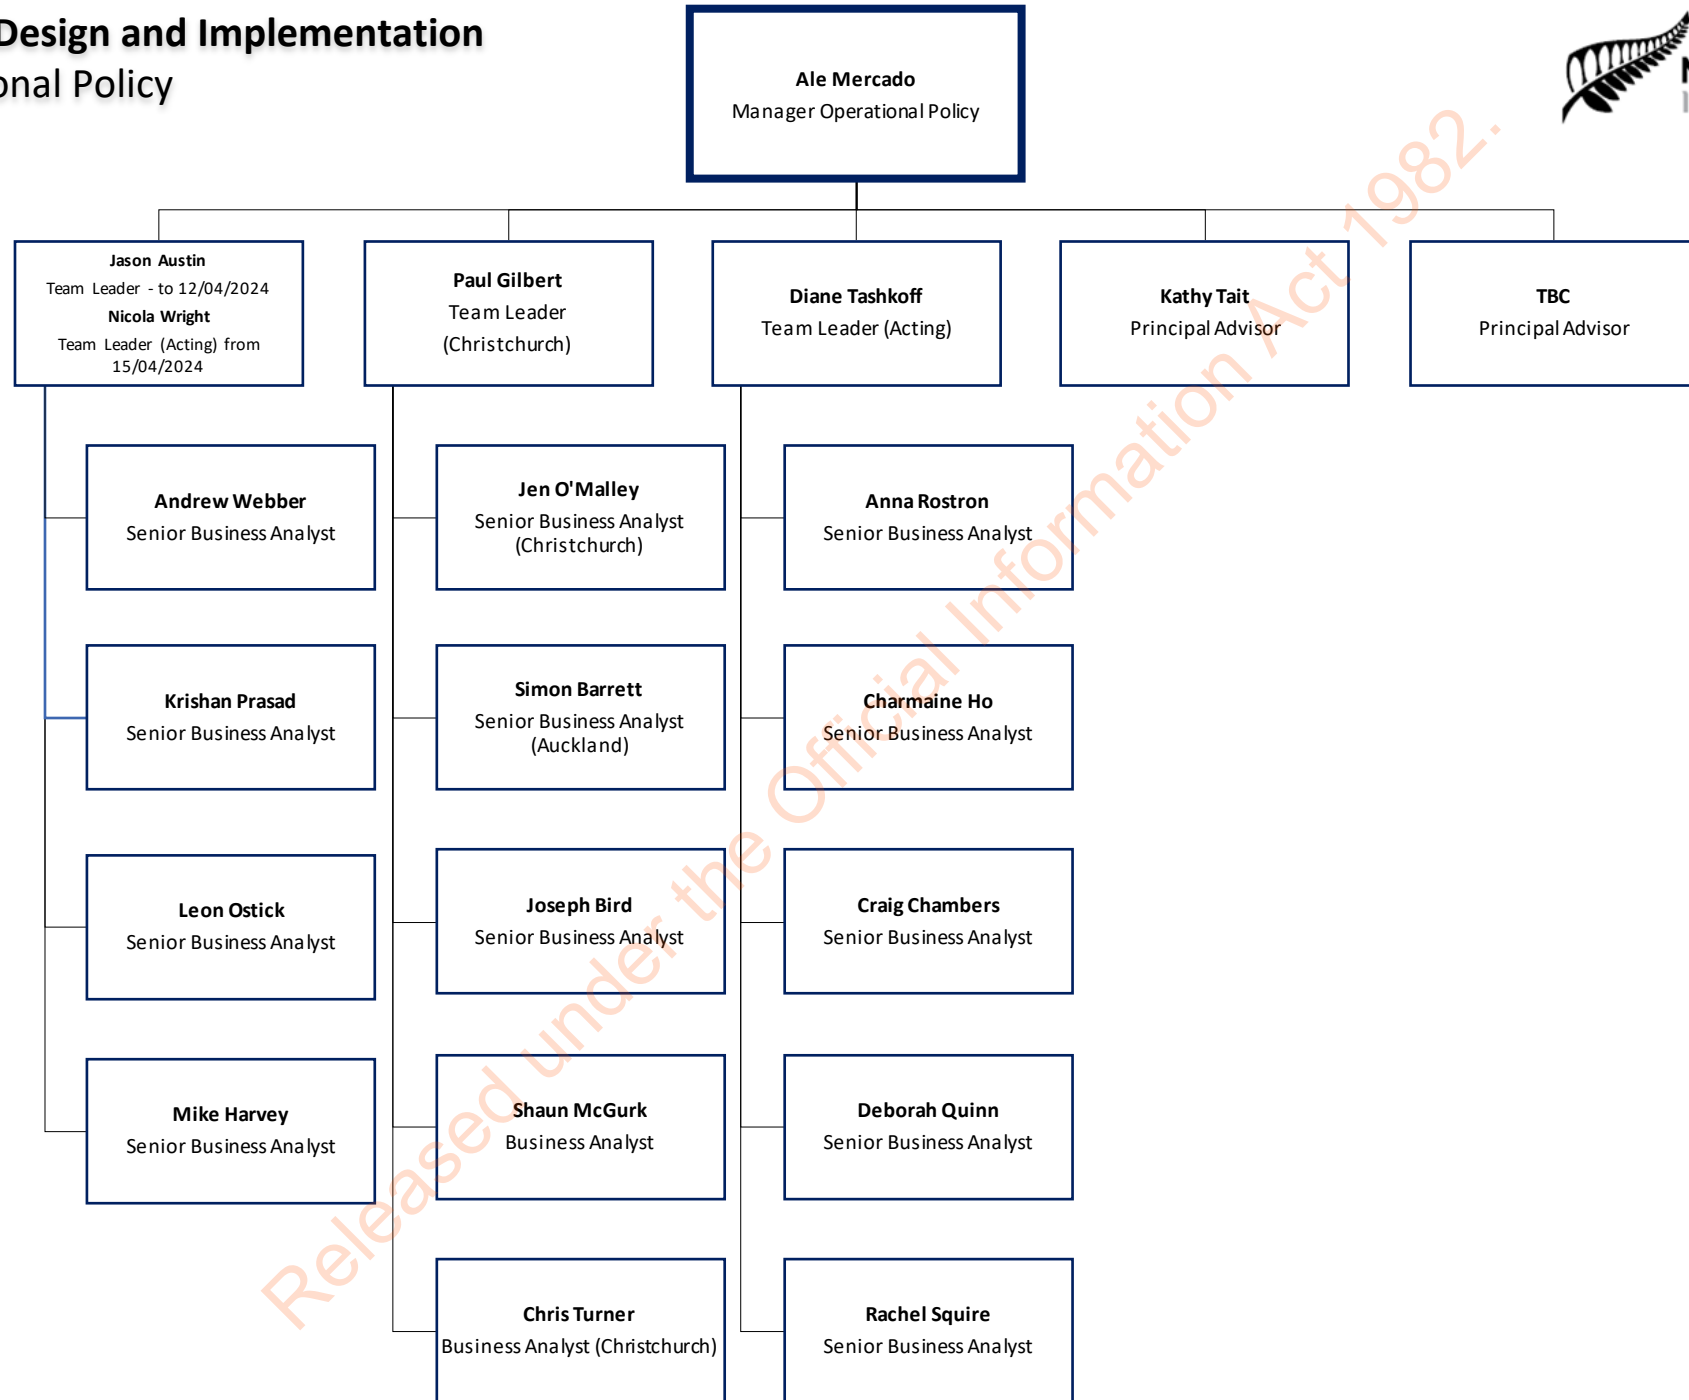 Design and Implementation
onal Policy
Ale Mercado
Manager Operational Policy
Jason Austin
Team Leader - to 12/04/2024
Nicola Wright
Team Leader (Acting) from
15/04/2024
Paul Gilbert
Team Leader
(Christchurch)
Diane Tashkoff
Team Leader (Acting)
Kathy Tait
Principal Advisor
TBC
Principal Advisor
Andrew Webber
Senior Business Analyst
Jen O'Malley
Senior Business Analyst
(Christchurch)
Anna Rostron
Senior Business Analyst
Krishan Prasad
Senior Business Analyst
Simon Barrett
Senior Business Analyst
(Auckland)
Charmaine Ho
Senior Business Analyst
Leon Ostick
Senior Business Analyst
Joseph Bird
Senior Business Analyst
Craig Chambers
Senior Business Analyst
Mike Harvey
Senior Business Analyst
Shaun McGurk
Business Analyst
Deborah Quinn
Senior Business Analyst
Chris Turner
Business Analyst (Christchurch)
Rachel Squire
Senior Business Analyst
Released under the Official Information Act 1982.